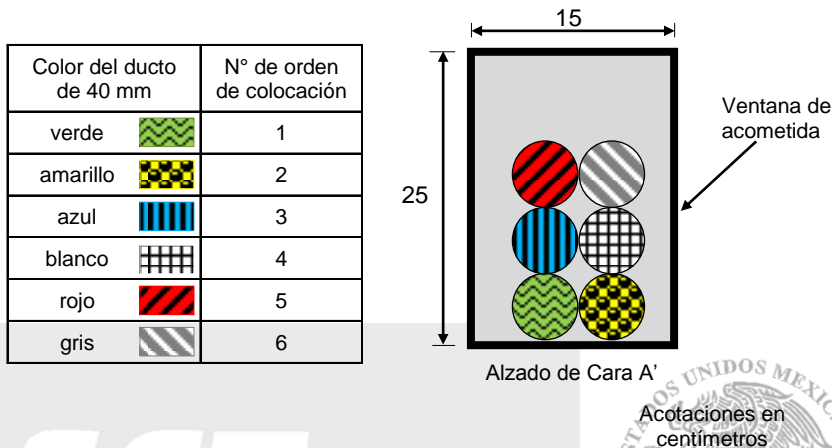 Color del ducto
de 40 mm
N° de orden
de colocación
verde 1
amarillo 2
azul 3
blanco 4
rojo 5
gris 6
15
25
Ventana de
acometida
Alzado de Cara A’
Acotaciones en
centímetros
UNIDOS